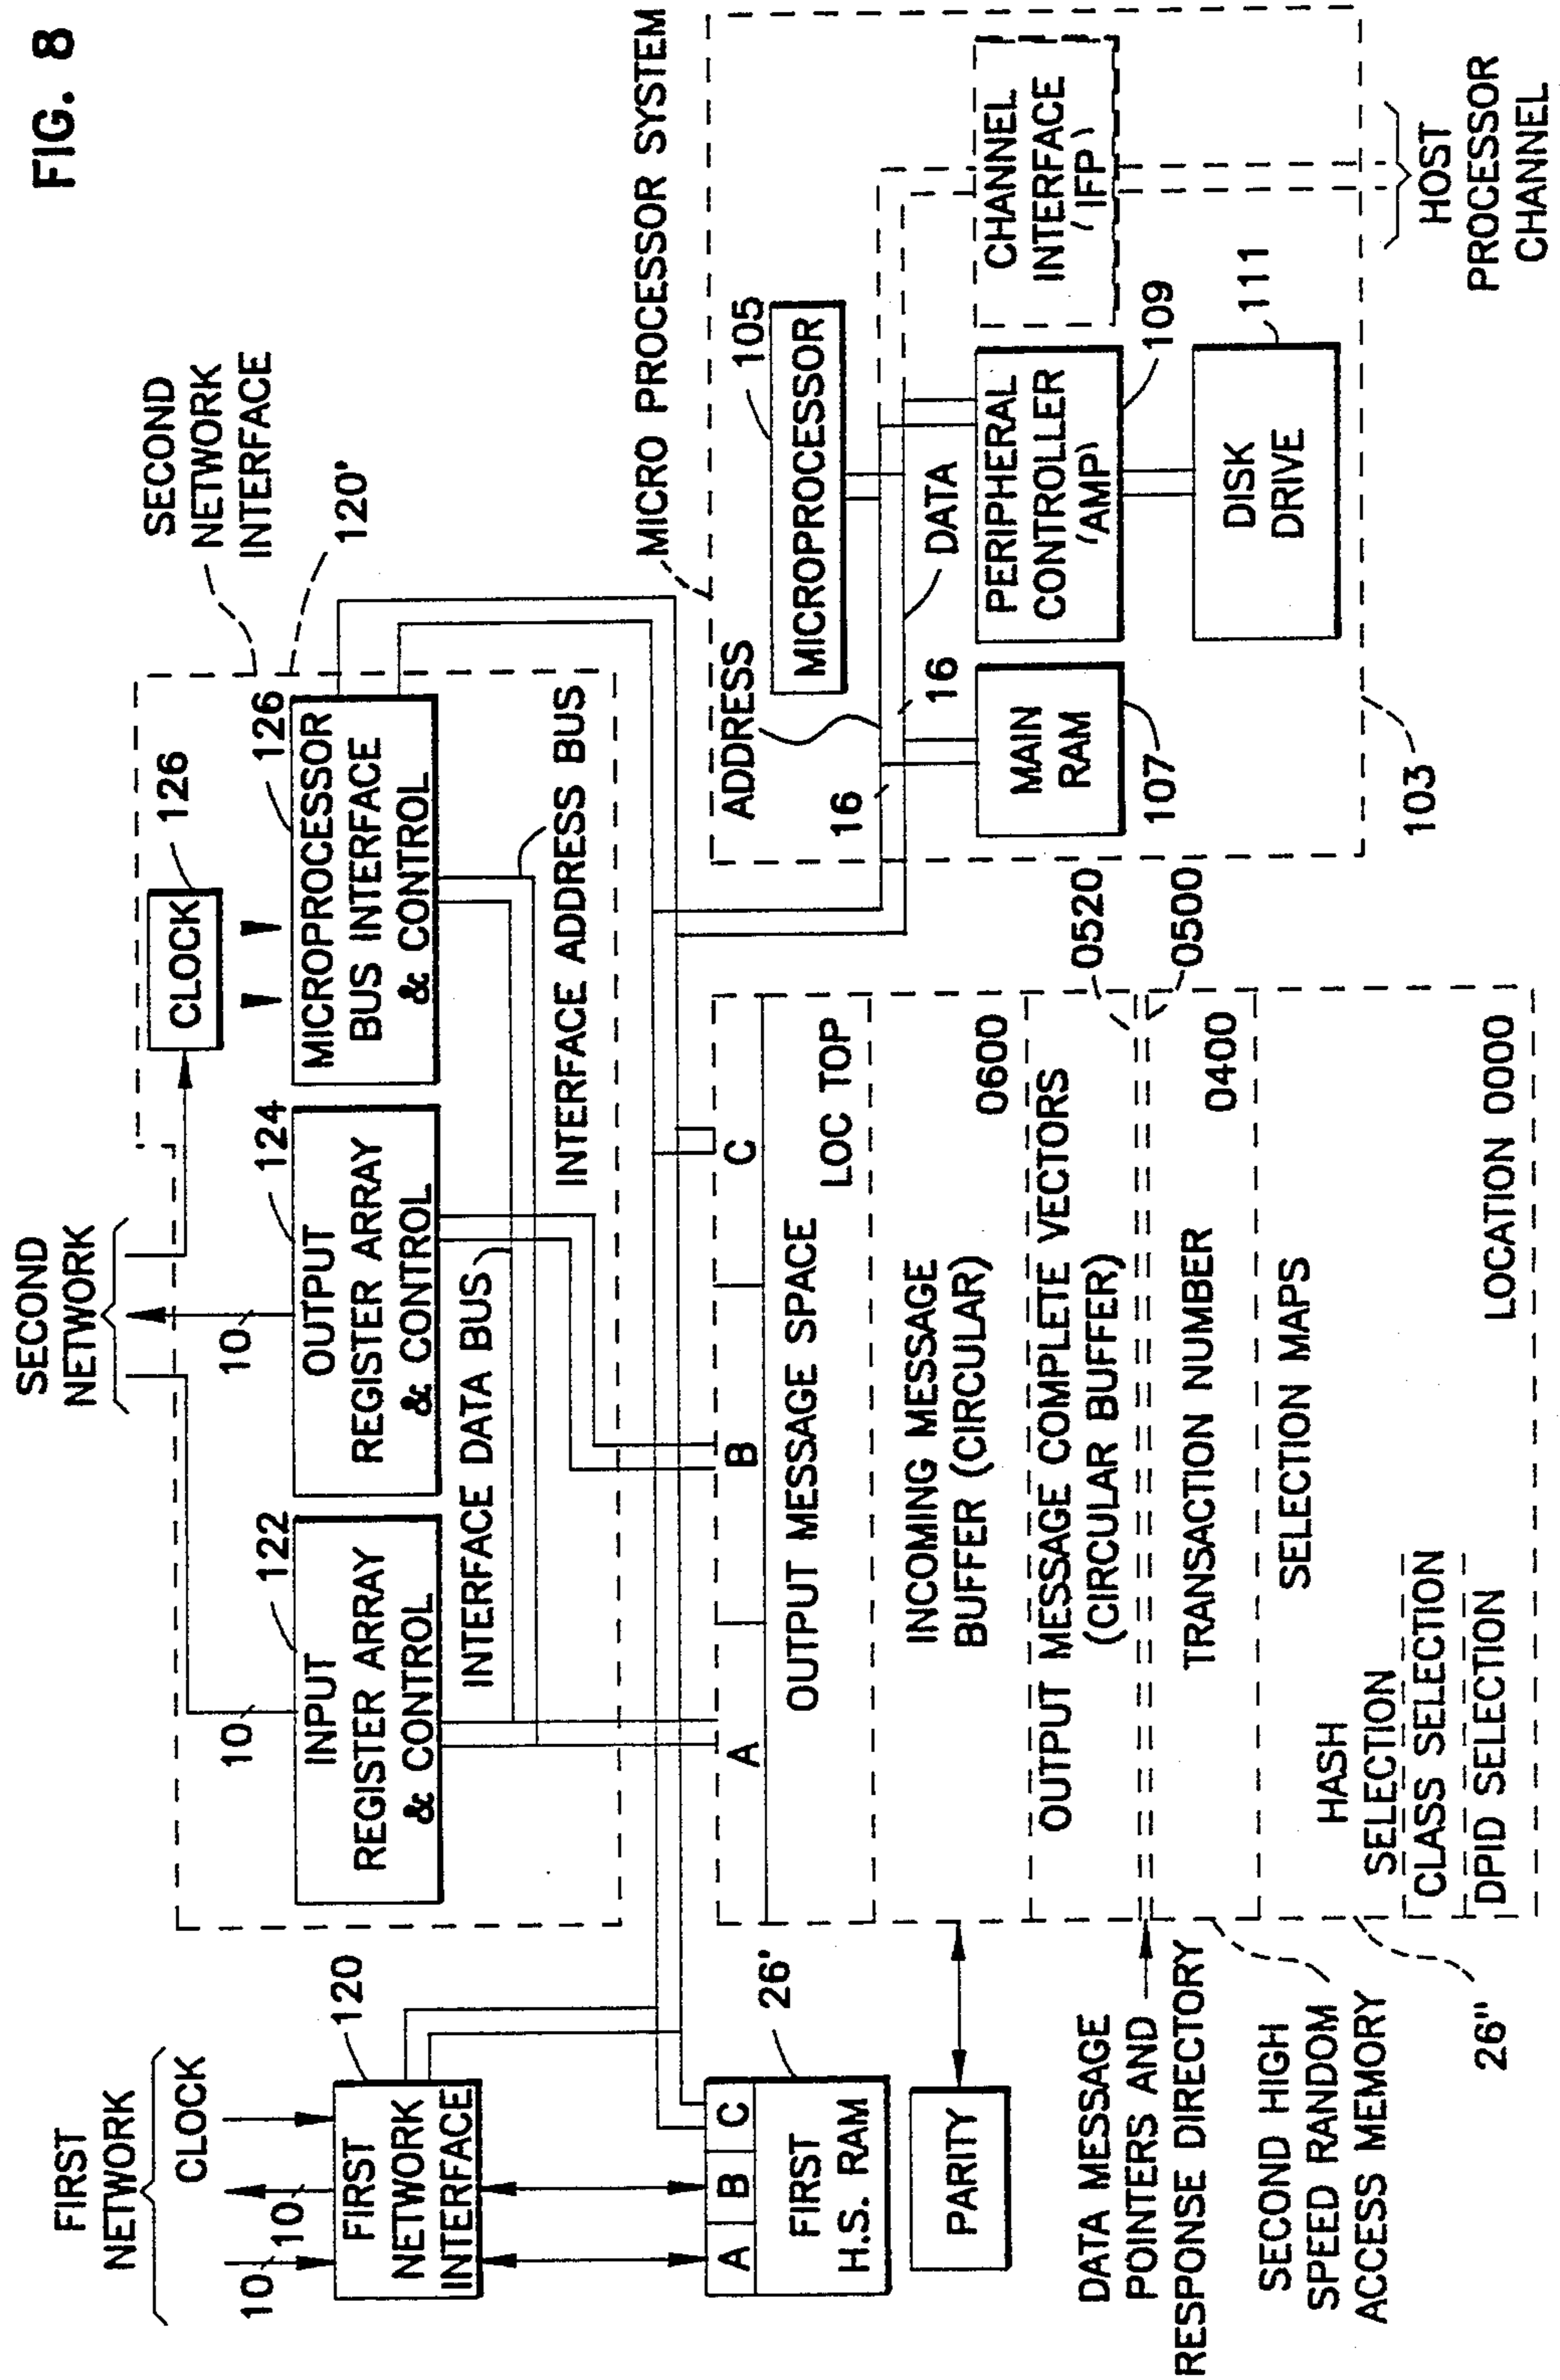 FIG. 8
FIRST
NETWORK
CLOCK
10
10
120
FIRST
NETWORK
INTERFACE
26'
A
B
C
FIRST
H.S. RAM
PARITY
DATA MESSAGE
POINTERS AND
RESPONSE DIRECTORY
SECOND HIGH
SPEED RANDOM
ACCESS MEMORY
26"
SECOND
NETWORK
10
10
122
INPUT
REGISTER ARRAY
& CONTROL
124
OUTPUT
REGISTER ARRAY
& CONTROL
CLOCK
126
126
MICROPROCESSOR
BUS INTERFACE
& CONTROL
INTERFACE DATA BUS
INTERFACE ADDRESS BUS
SECOND
NETWORK
INTERFACE
120'
A
B
C
OUTPUT MESSAGE SPACE
LOC TOP
INCOMING MESSAGE
BUFFER (CIRCULAR)
0600
OUTPUT MESSAGE COMPLETE VECTORS
(CIRCULAR BUFFER)
0520
0500
TRANSACTION NUMBER
0400
SELECTION MAPS
HASH
SELECTION
CLASS SELECTION
DPID SELECTION
LOCATION 0000
MICRO PROCESSOR SYSTEM
105
MICROPROCESSOR
ADDRESS
16
16
DATA
MAIN
RAM
107
PERIPHERAL
CONTROLLER
'AMP'
109
CHANNEL
INTERFACE
'IFP'
DISK
DRIVE
111
103
HOST
PROCESSOR
CHANNEL